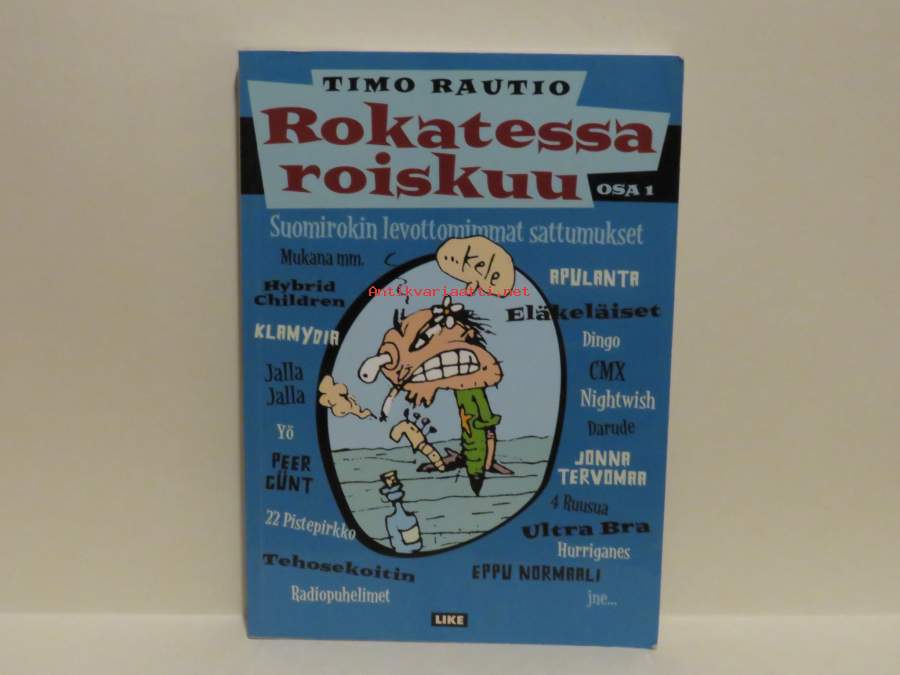 TIMO RAUTIO
Rokatessa
roiskuu
OSA 1
Suomirokin levottomimmat sattumukset
Mukana mm.
...kele
Antikvariaatti.net
APULANTA
Hybrid
Children
Eläkeläiset
KLAMYDIA
Dingo
Jalla
Jalla
CMX
Nightwish
Yö
Darude
PEER
GÜNT
JONNA
TERVOMAA
4 Ruusua
22 Pistepirkko
Ultra Bra
Hurriganes
Tehosekoitin
EPPU NORMAALI
Radiopuhelimet
jne...
LIKE